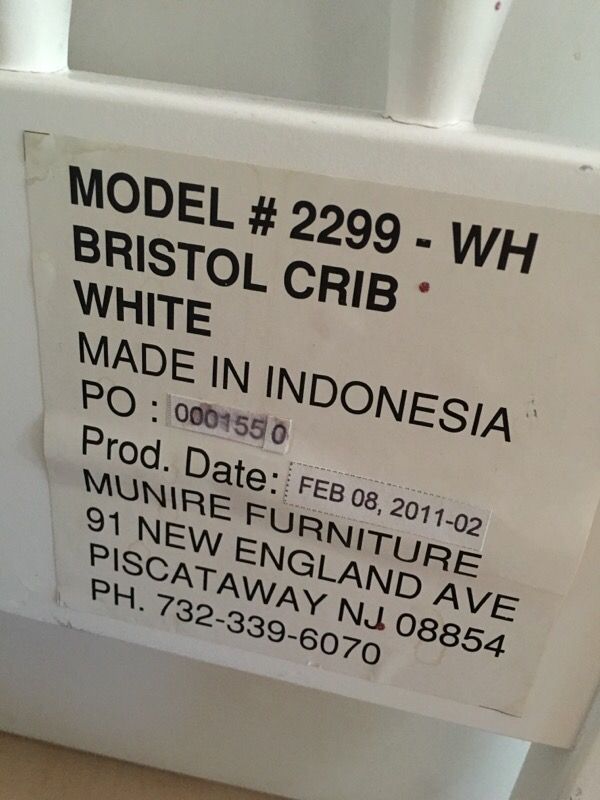 MODEL # 2299 - WH
BRISTOL CRIB
WHITE
MADE IN INDONESIA
PO : 0001550
Prod. Date: FEB 08, 2011-02
MUNIRE FURNITURE
91 NEW ENGLAND AVE
PISCATAWAY NJ 08854
PH. 732-339-6070